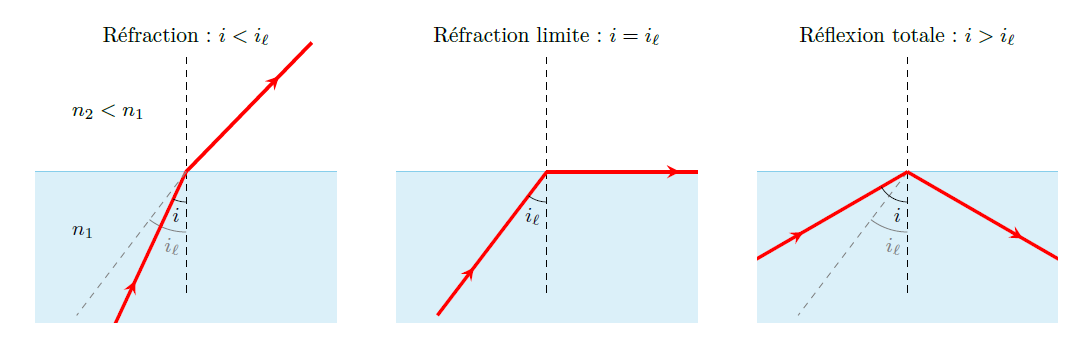 Réfraction : i < iℓ
n₂ < n₁
n₁
i
iℓ
Réfraction limite : i = iℓ
iℓ
Réflexion totale : i > iℓ
i
iℓ